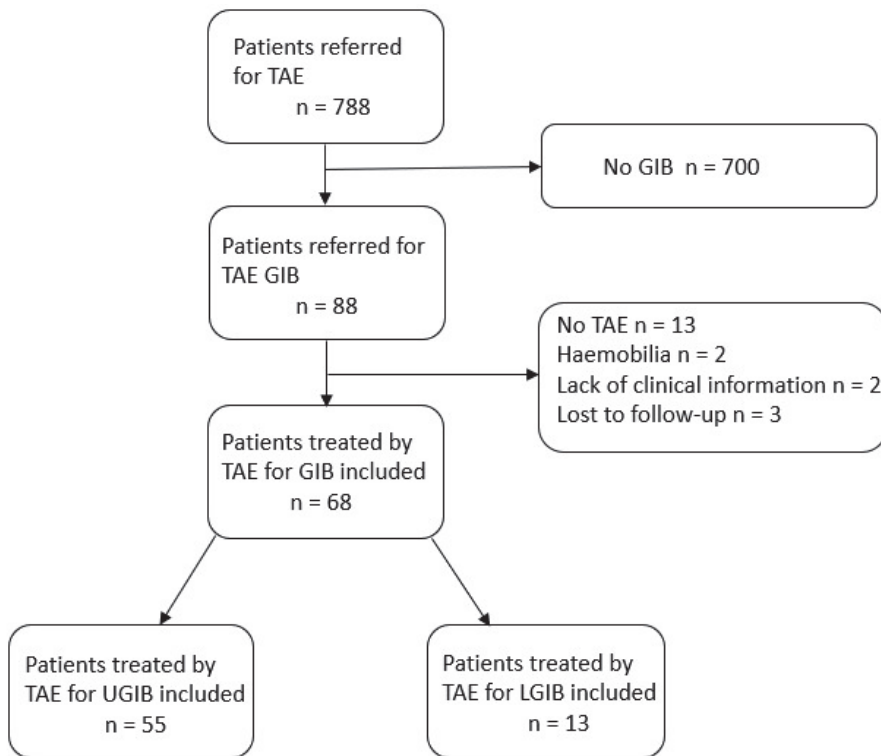 Patients referred
for TAE
n = 788
No GIB n = 700
Patients referred for
TAE GIB
n = 88
No TAE n = 13
Haemobilia n = 2
Lack of clinical information n = 2
Lost to follow-up n = 3
Patients treated by
TAE for GIB included
n = 68
Patients treated by
TAE for UGIB included
n = 55
Patients treated by
TAE for LGIB included
n = 13